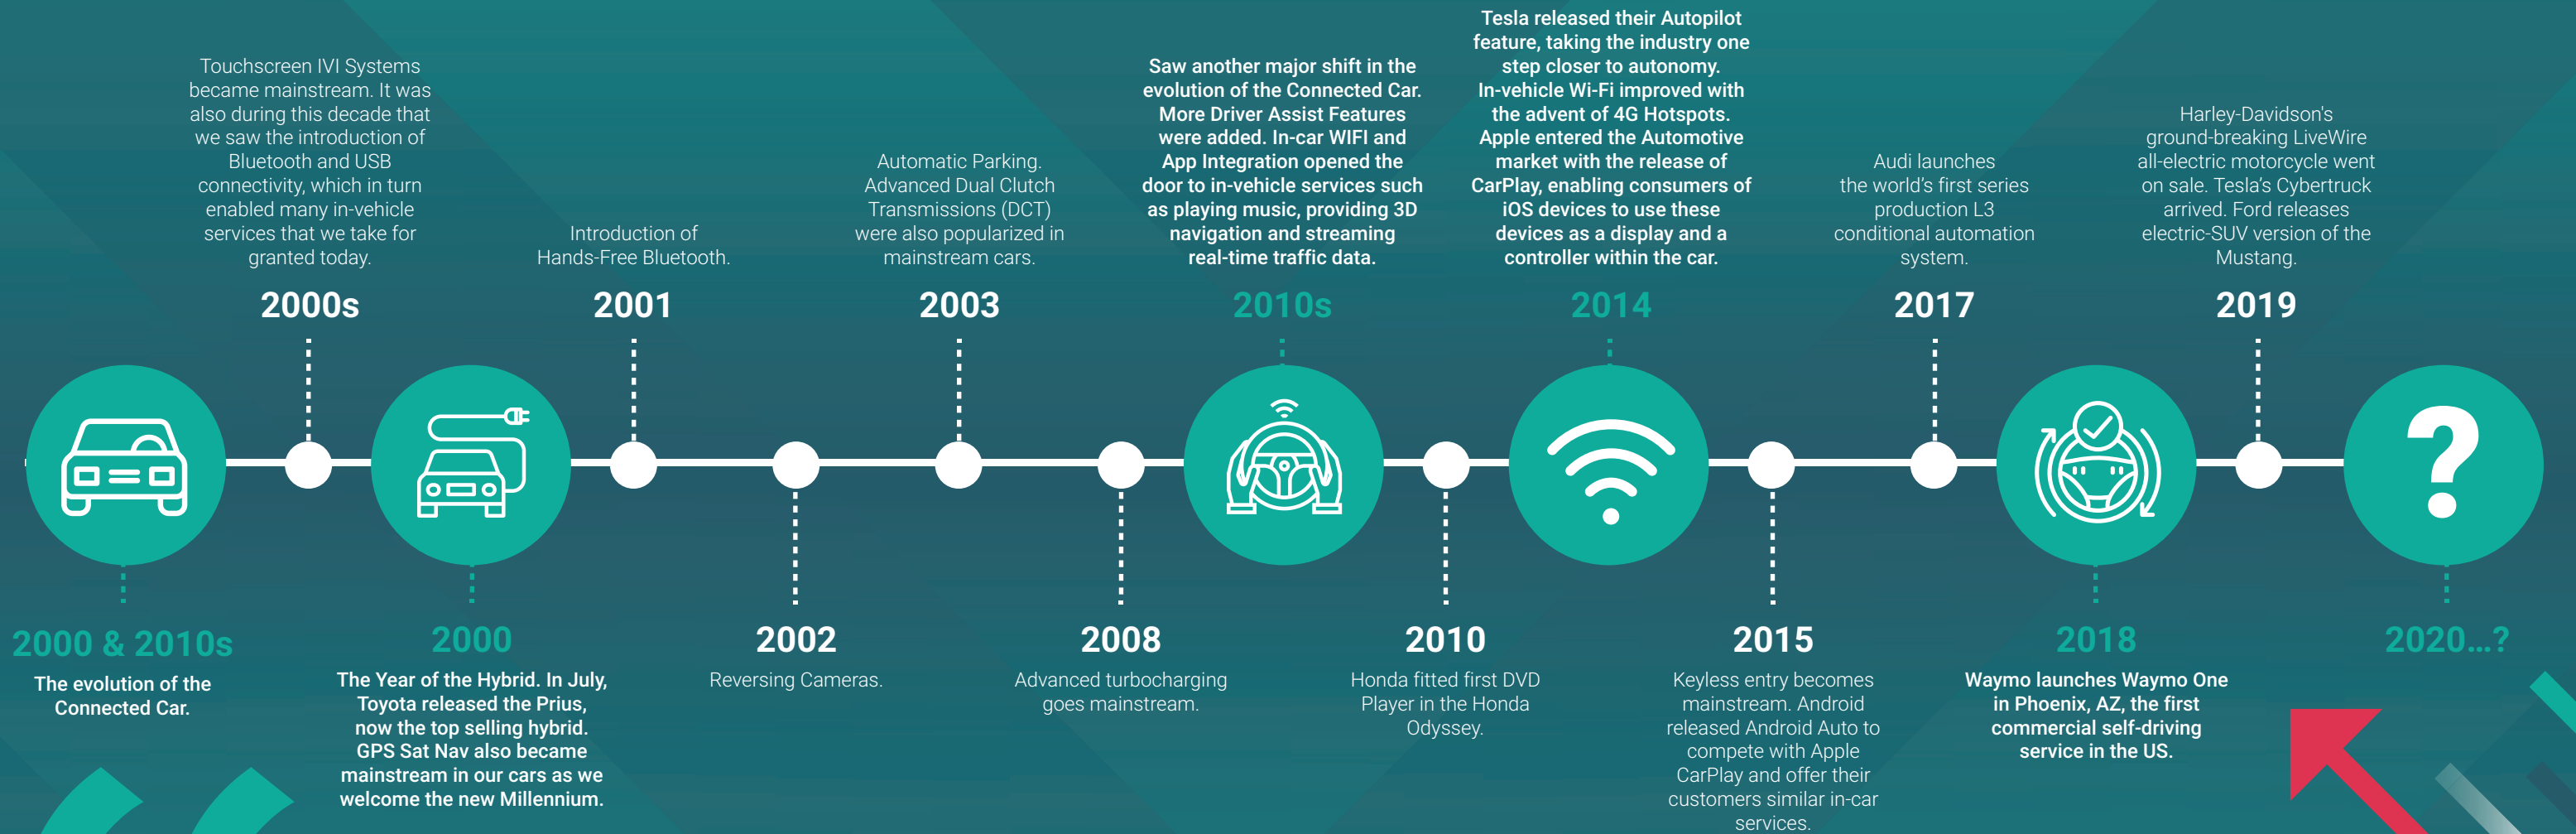 2000 & 2010s
The evolution of the
Connected Car.
Touchscreen IVI Systems
became mainstream. It was
also during this decade that
we saw the introduction of
Bluetooth and USB
connectivity, which in turn
enabled many in-vehicle
services that we take for
granted today.
2000s
2000
The Year of the Hybrid. In July,
Toyota released the Prius,
now the top selling hybrid.
GPS Sat Nav also became
mainstream in our cars as we
welcome the new Millennium.
Introduction of
Hands-Free Bluetooth.
2001
2002
Reversing Cameras.
Automatic Parking.
Advanced Dual Clutch
Transmissions (DCT)
were also popularized in
mainstream cars.
2003
2008
Advanced turbocharging
goes mainstream.
Saw another major shift in the
evolution of the Connected Car.
More Driver Assist Features
were added. In-car WIFI and
App Integration opened the
door to in-vehicle services such
as playing music, providing 3D
navigation and streaming
real-time traffic data.
2010s
2010
Honda fitted first DVD
Player in the Honda
Odyssey.
Tesla released their Autopilot
feature, taking the industry one
step closer to autonomy.
In-vehicle Wi-Fi improved with
the advent of 4G Hotspots.
Apple entered the Automotive
market with the release of
CarPlay, enabling consumers of
iOS devices to use these
devices as a display and a
controller within the car.
2014
2015
Keyless entry becomes
mainstream. Android
released Android Auto to
compete with Apple
CarPlay and offer their
customers similar in-car
services.
Audi launches
the world's first series
production L3
conditional automation
system.
2017
2018
Waymo launches Waymo One
in Phoenix, AZ, the first
commercial self-driving
service in the US.
Harley-Davidson's
ground-breaking LiveWire
all-electric motorcycle went
on sale. Tesla's Cybertruck
arrived. Ford releases
electric-SUV version of the
Mustang.
2019
?
2020...?